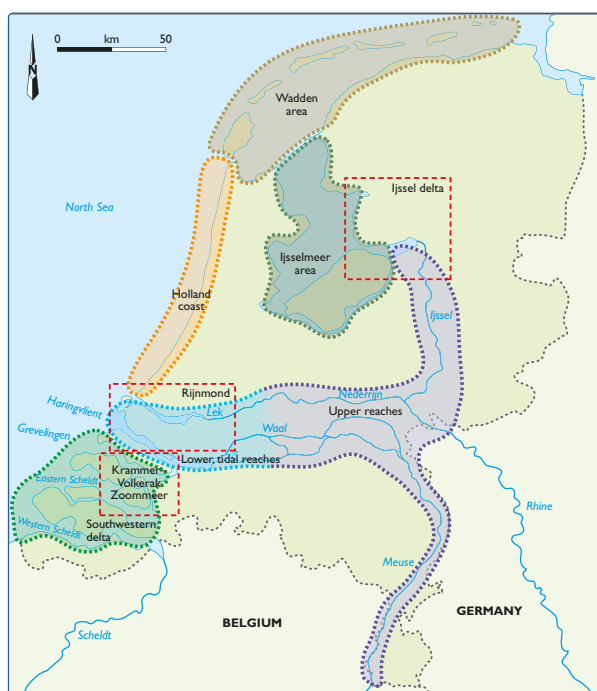 0 km 50
N
Wadden
area
North Sea
Ijssel delta
Ijsselmeer
area
Holland
coast
Ijssel
Rijnmond
Nederrijn
Haringvlient
Lek
Upper reaches
Waal
Grevelingen
Lower, tidal reaches
Krammer-
Volkerak-
Zoommeer
Eastern Scheldt
Rhine
Southwestern
delta
Western Scheldt
Meuse
GERMANY
BELGIUM
Scheldt